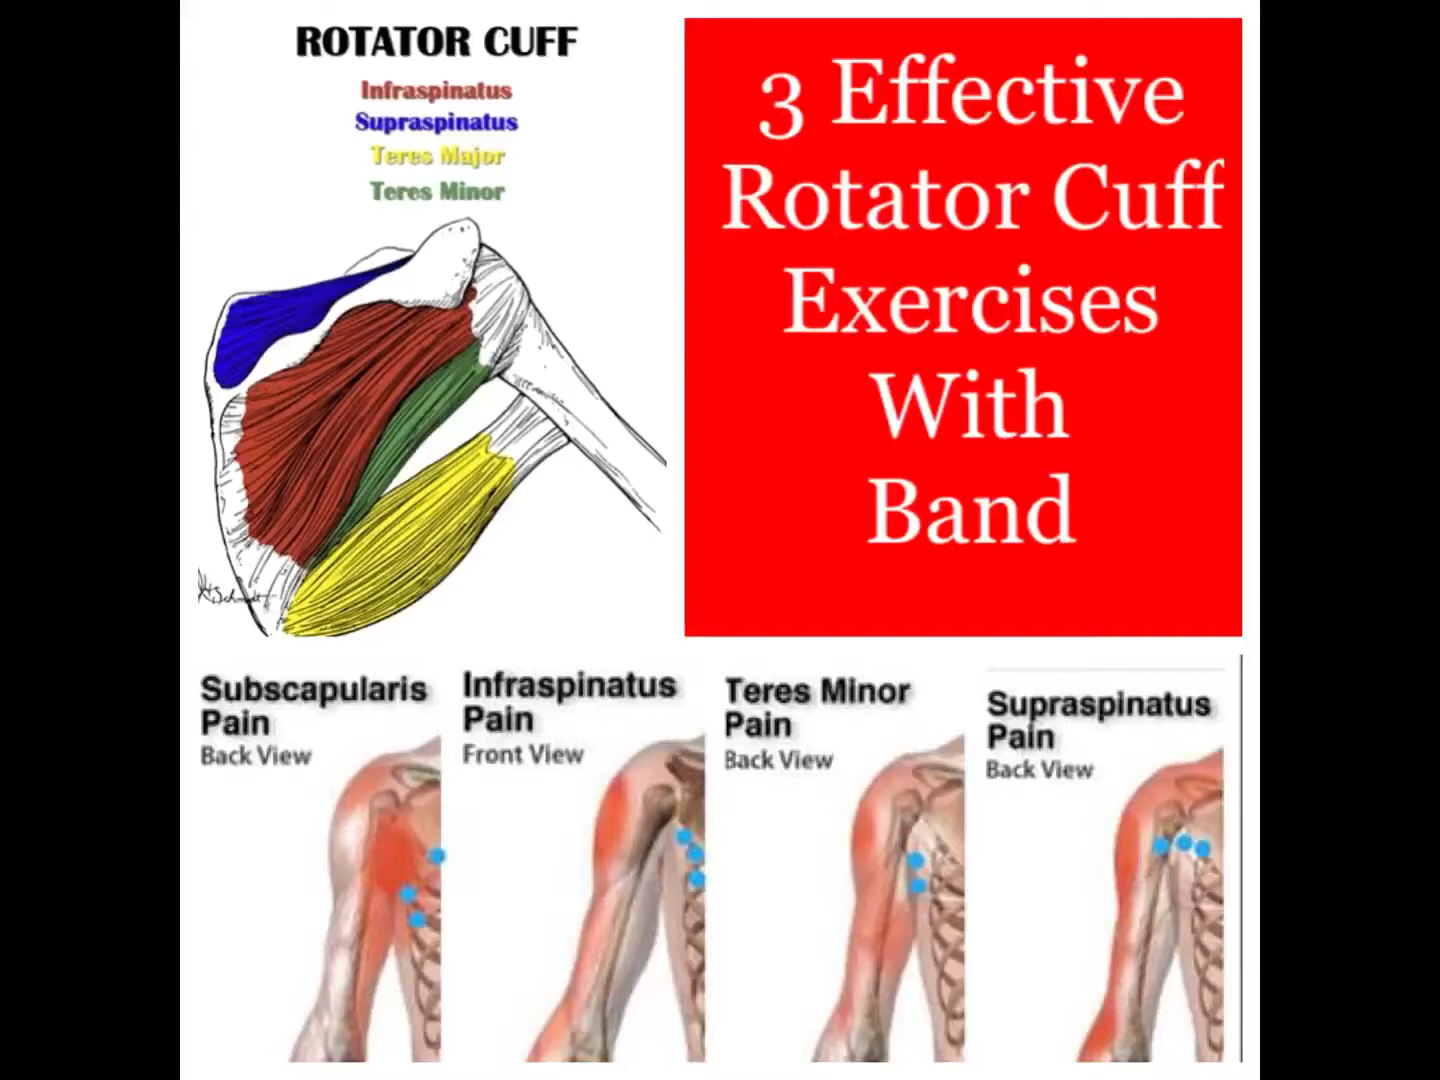 ROTATOR CUFF
Infraspinatus
Supraspinatus
Teres Major
Teres Minor
3 Effective
Rotator Cuff
Exercises
With
Band
Subscapularis
Pain
Back View
Infraspinatus
Pain
Front View
Teres Minor
Pain
Back View
Supraspinatus
Pain
Back View